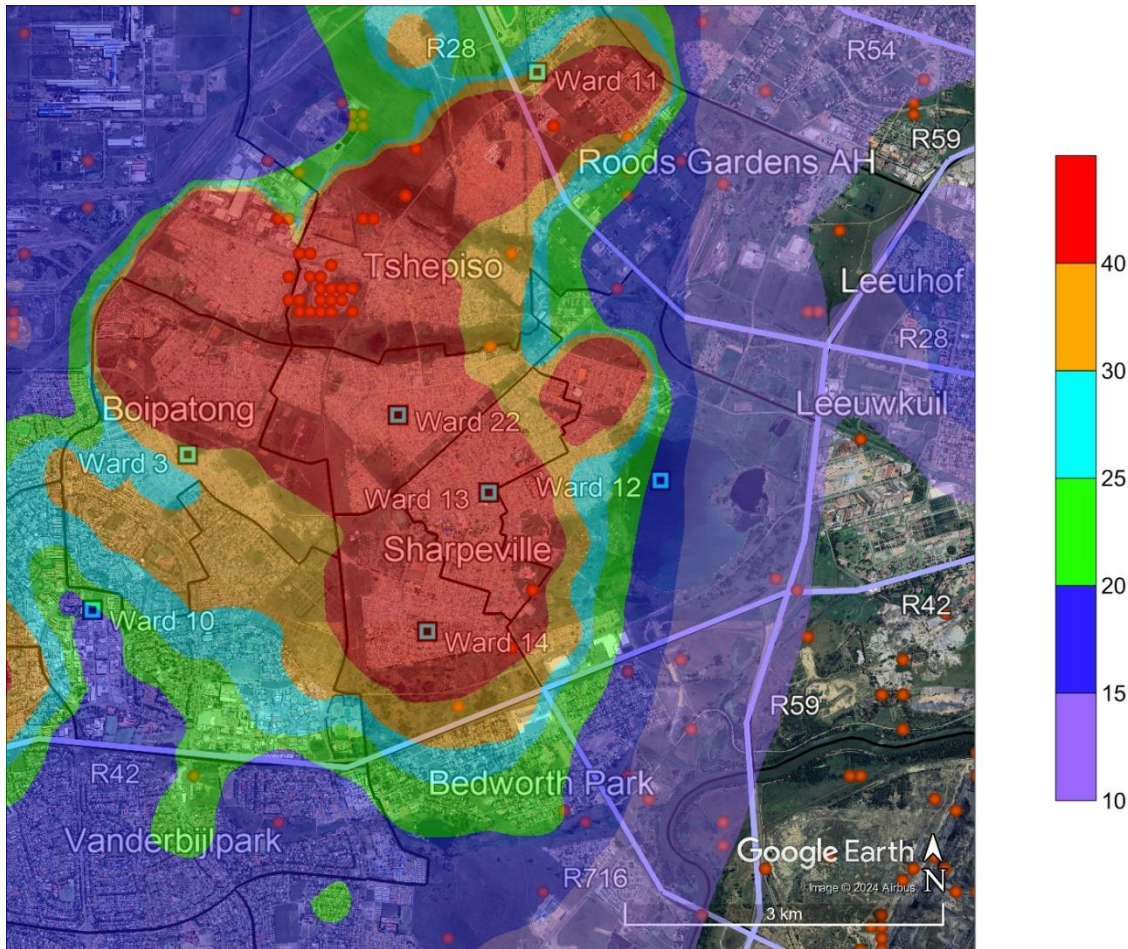 R28
R54
Ward 11
R59
Roods Gardens AH
40
Tshepiso
Leeuhof
R28
30
Boipatong
Leeuwkuil
Ward 22
Ward 3
25
Ward 13
Ward 12
Sharpeville
20
R42
Ward 10
Ward 14
15
R59
R42
Bedworth Park
10
Vanderbijlpark
Google Earth
R716
Image © 2024 Airbus
N
3 km